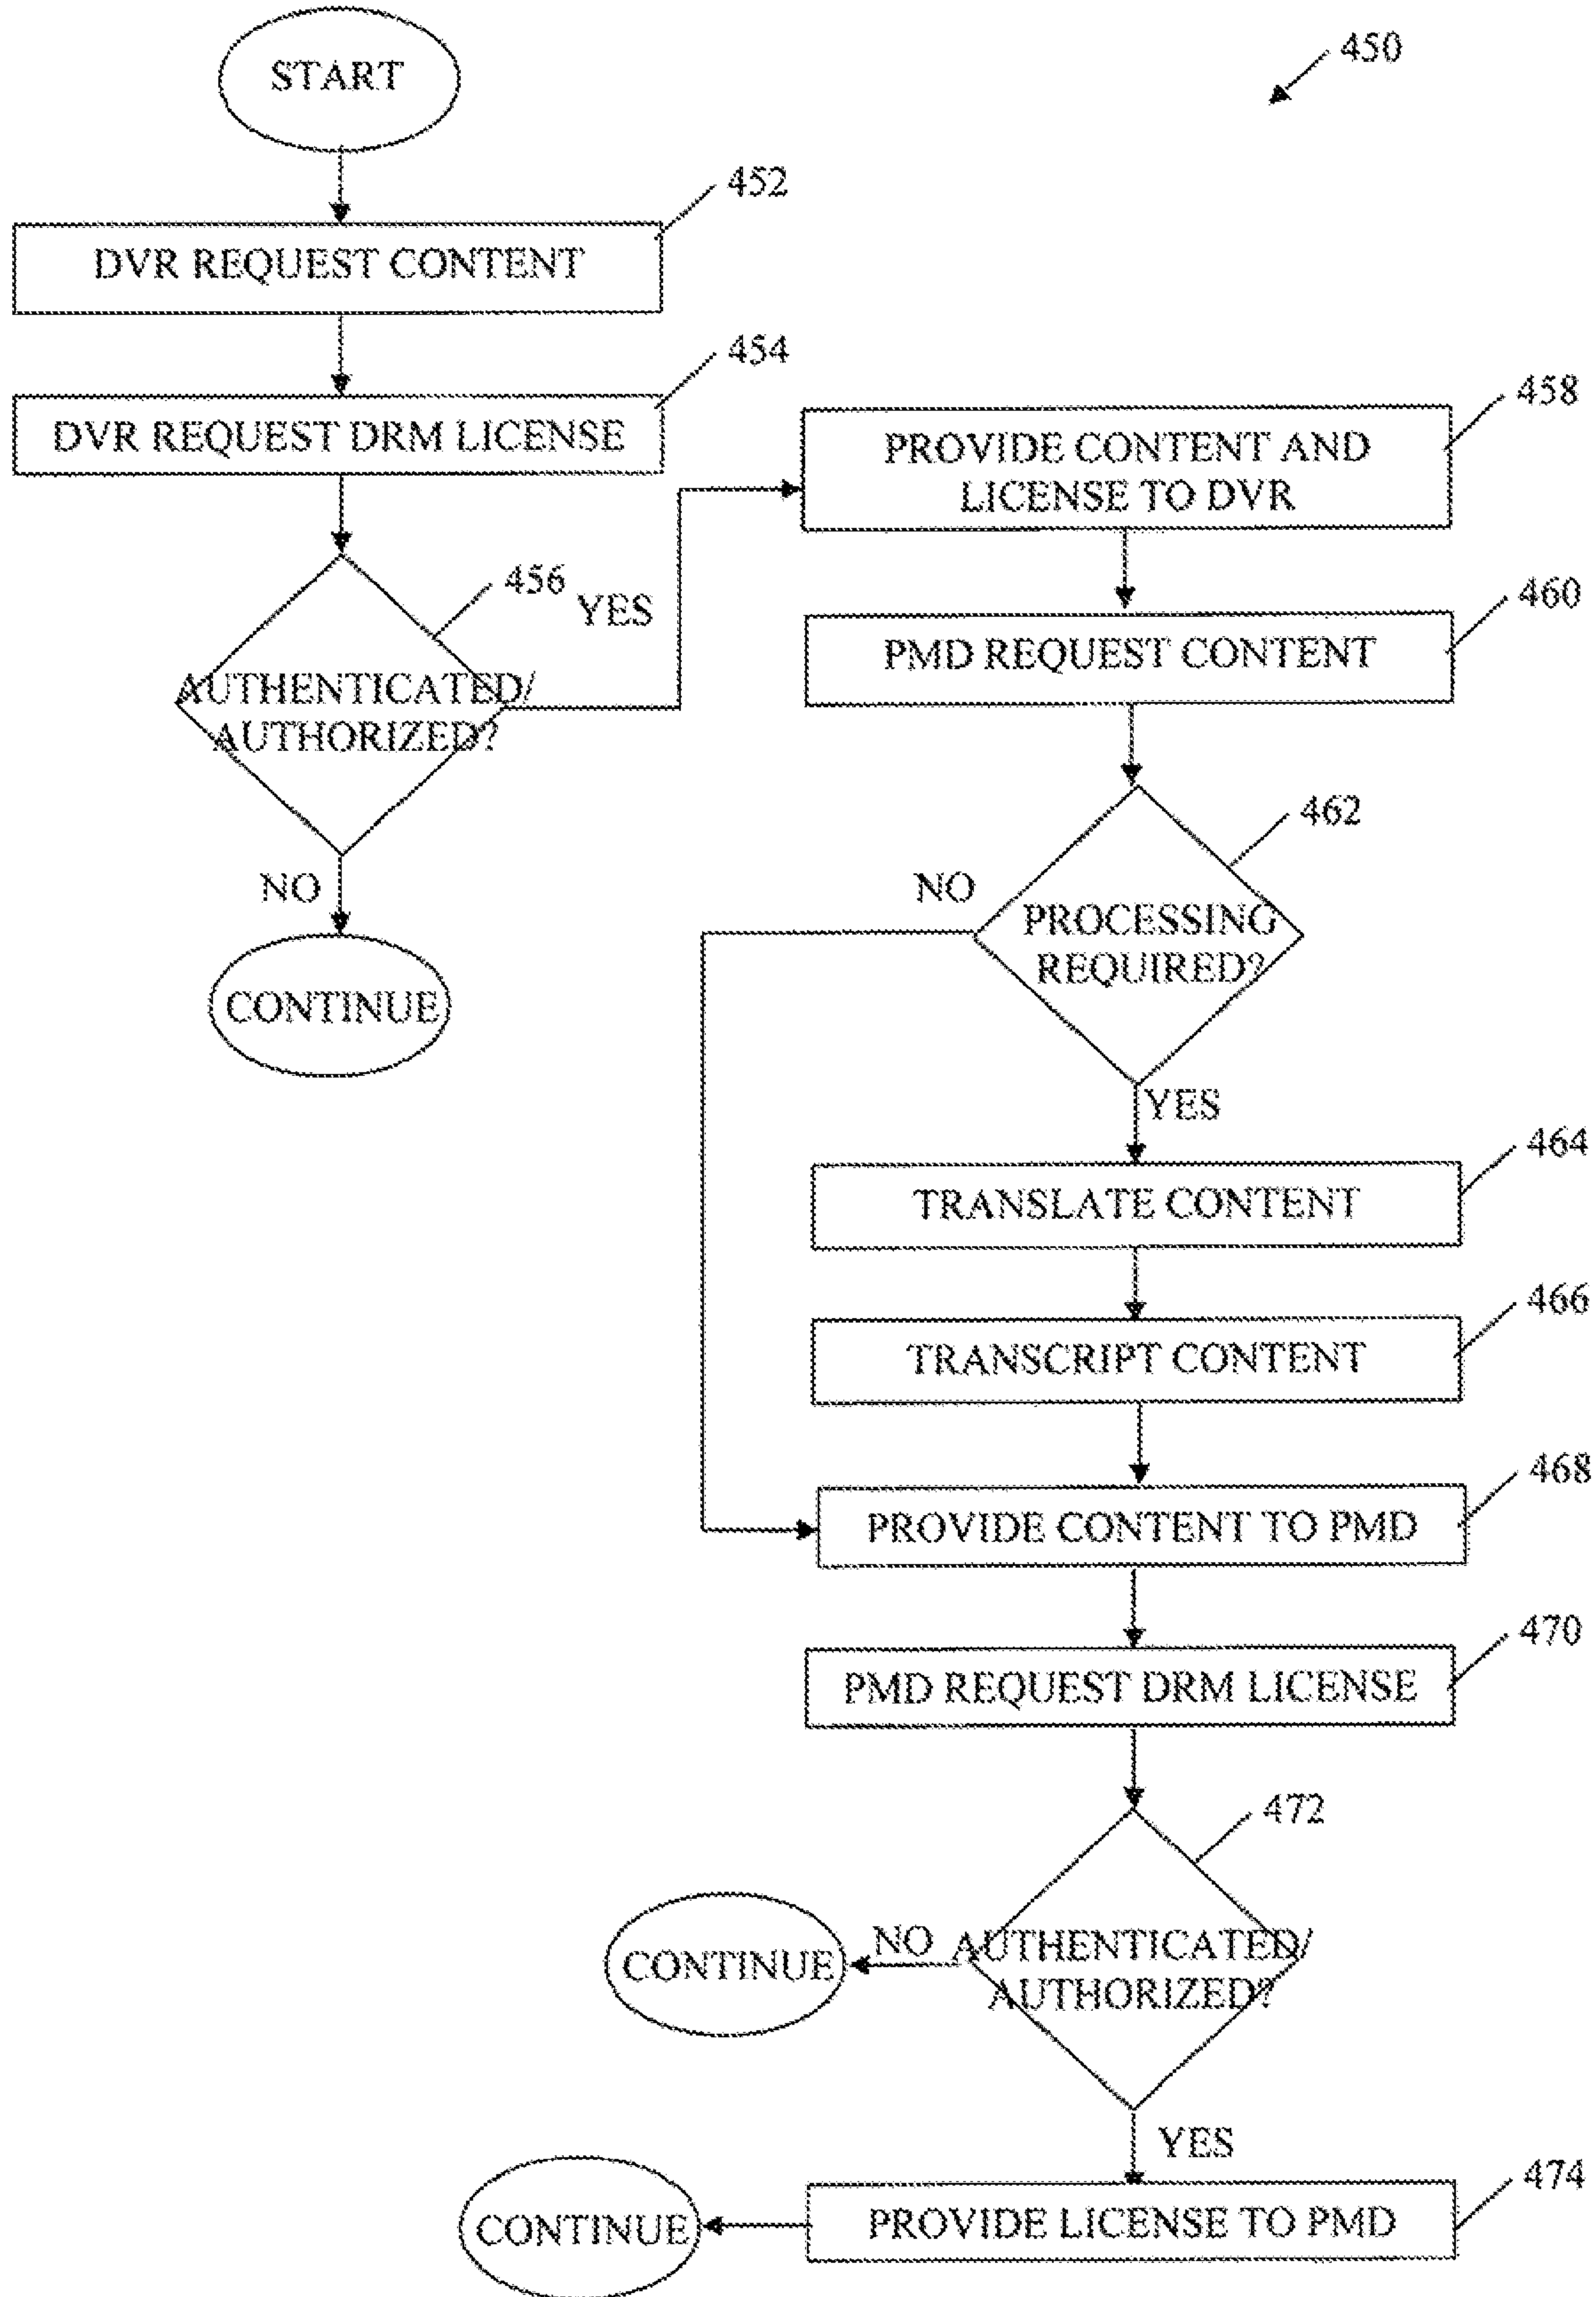 START
450
452
DVR REQUEST CONTENT
454
DVR REQUEST DRM LICENSE
456
YES
AUTHENTICATED/
AUTHORIZED?
NO
CONTINUE
458
PROVIDE CONTENT AND
LICENSE TO DVR
460
PMD REQUEST CONTENT
462
NO
PROCESSING
REQUIRED?
YES
464
TRANSLATE CONTENT
466
TRANSCRIPT CONTENT
468
PROVIDE CONTENT TO PMD
470
PMD REQUEST DRM LICENSE
472
AUTHENTICATED/
AUTHORIZED?
NO
CONTINUE
YES
474
PROVIDE LICENSE TO PMD
CONTINUE